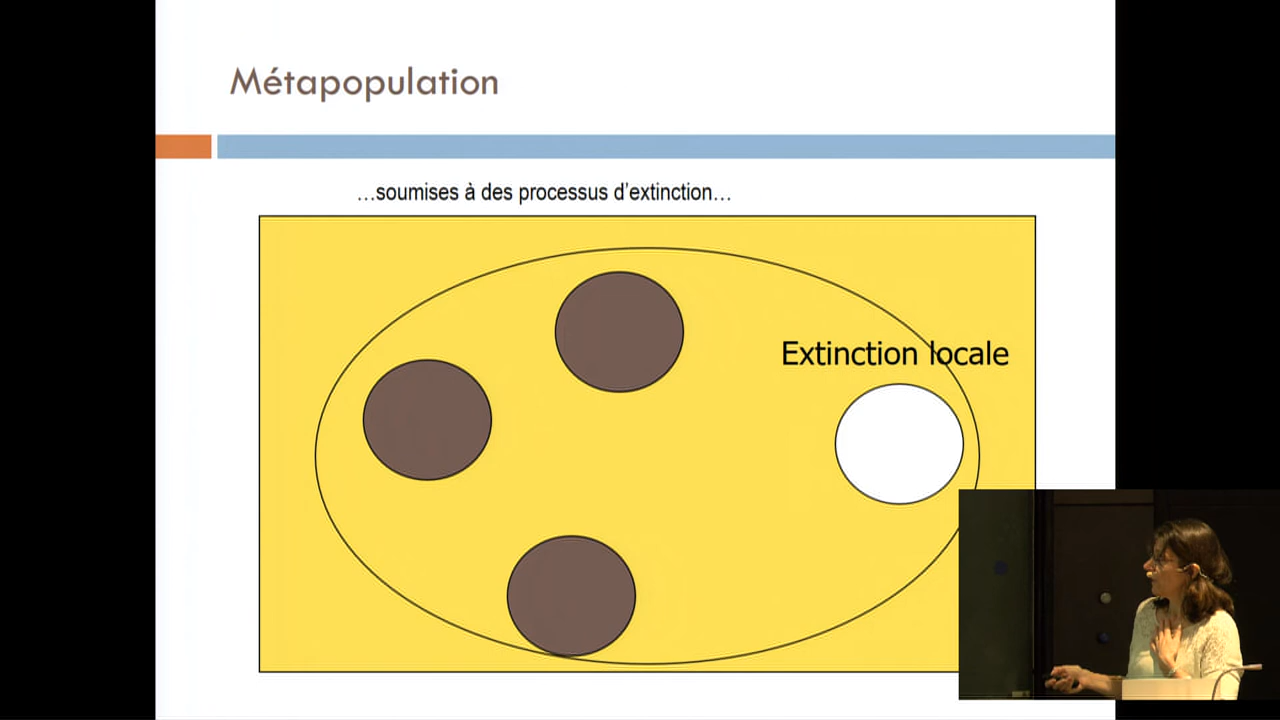 Métapopulation
…soumises à des processus d’extinction…
Extinction locale